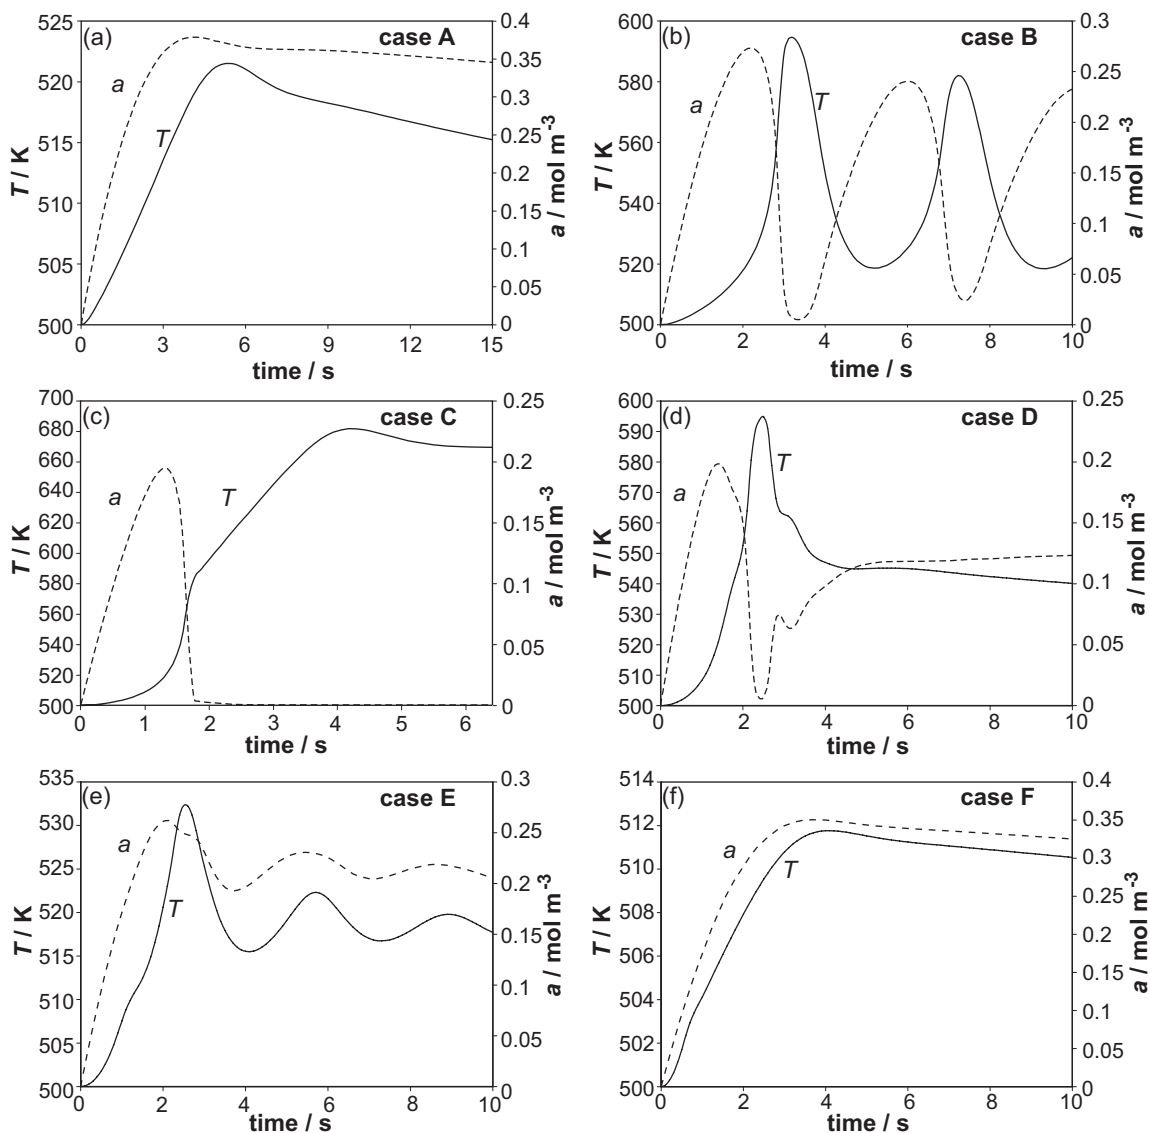 (a) case A
T / K
525
520
515
510
505
500
a
T
0.4
0.35
0.3
0.25
0.2
0.15
0.1
0.05
0
a / mol m-3
0 3 6 9 12 15
time / s
(b) case B
T / K
600
580
560
540
520
500
a
T
0.3
0.25
0.2
0.15
0.1
0.05
0
a / mol m-3
0 2 4 6 8 10
time / s
(c) case C
T / K
700
680
660
640
620
600
580
560
540
520
500
a
T
0.25
0.2
0.15
0.1
0.05
0
a / mol m-3
0 1 2 3 4 5 6
time / s
(d) case D
T / K
600
590
580
570
560
550
540
530
520
510
500
a
T
0.25
0.2
0.15
0.1
0.05
0
a / mol m-3
0 2 4 6 8 10
time / s
(e) case E
T / K
535
530
525
520
515
510
505
500
a
T
0.3
0.25
0.2
0.15
0.1
0.05
0
a / mol m-3
0 2 4 6 8 10
time / s
(f) case F
T / K
514
512
510
508
506
504
502
500
a
T
0.4
0.35
0.3
0.25
0.2
0.15
0.1
0.05
0
a / mol m-3
0 2 4 6 8 10
time / s